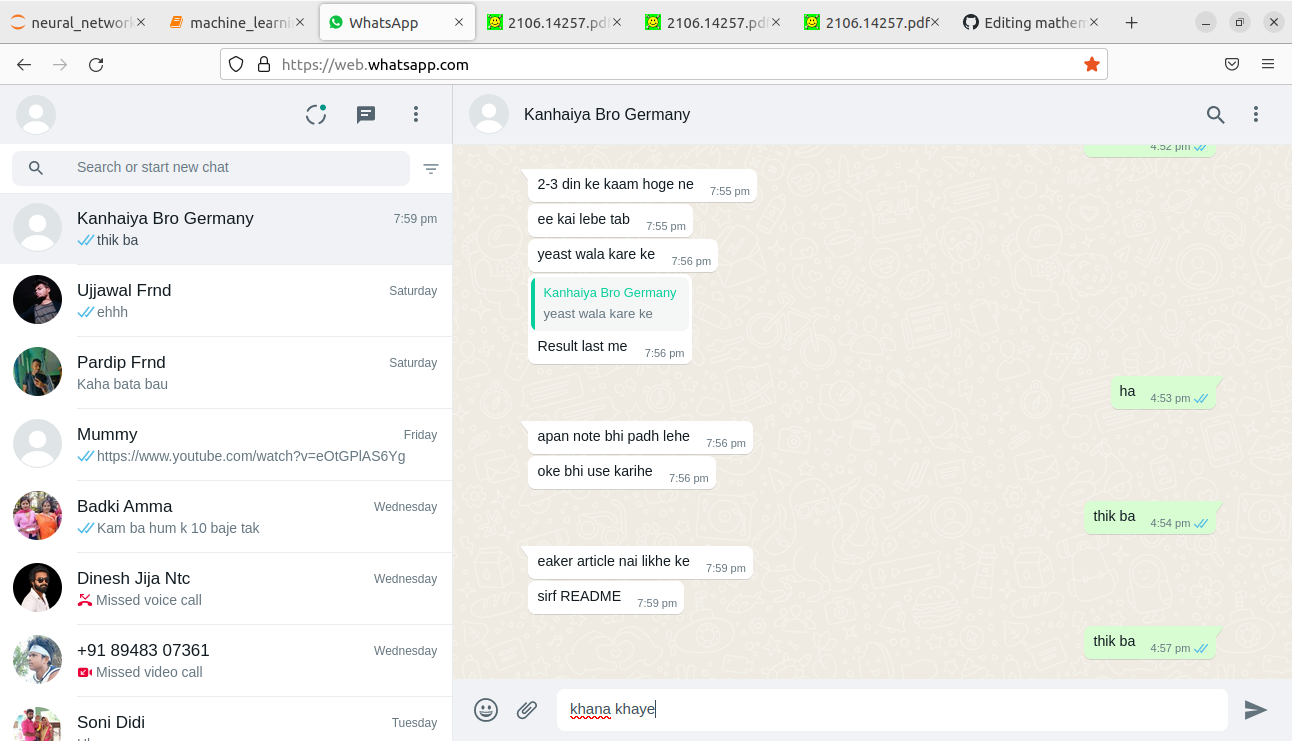 neural_network
machine_learni
WhatsApp
2106.14257.pdf
2106.14257.pdf
2106.14257.pdf
Editing mathem
https://web.whatsapp.com
Search or start new chat
Kanhaiya Bro Germany
7:59 pm
thik ba
Ujjawal Frnd
Saturday
ehhh
Pardip Frnd
Saturday
Kaha bata bau
Mummy
Friday
https://www.youtube.com/watch?v=eOtGPlAS6Yg
Badki Amma
Wednesday
Kam ba hum k 10 baje tak
Dinesh Jija Ntc
Wednesday
Missed voice call
+91 89483 07361
Wednesday
Missed video call
Soni Didi
Tuesday
Kanhaiya Bro Germany
4:52 pm
2-3 din ke kaam hoge ne
7:55 pm
ee kai lebe tab
7:55 pm
yeast wala kare ke
7:56 pm
Kanhaiya Bro Germany
yeast wala kare ke
Result last me
7:56 pm
ha
4:53 pm
apan note bhi padh lehe
7:56 pm
oke bhi use karihe
7:56 pm
thik ba
4:54 pm
eaker article nai likhe ke
7:59 pm
sirf README
7:59 pm
thik ba
4:57 pm
khana khaye